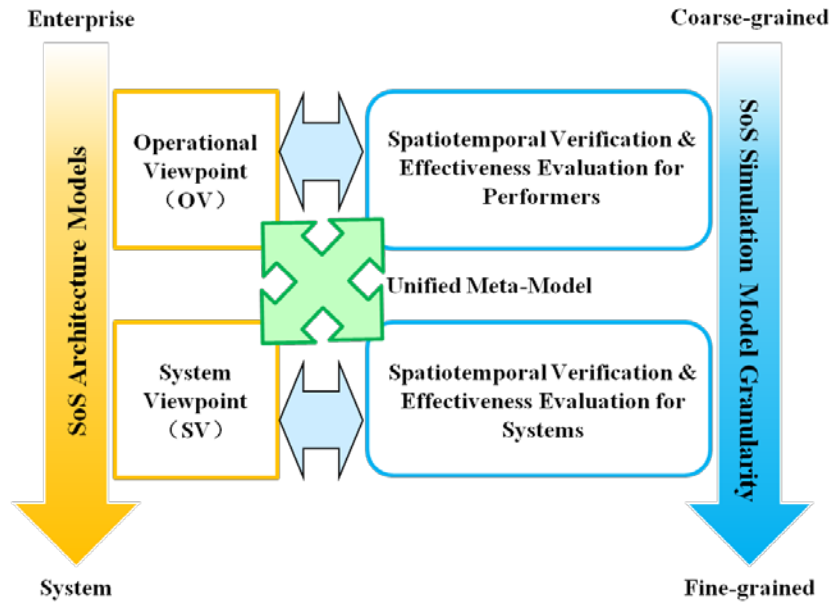 Enterprise
Coarse-grained
SoS Architecture Models
Operational
Viewpoint
（OV）
Spatiotemporal Verification &
Effectiveness Evaluation for
Performers
SoS Simulation Model Granularity
Unified Meta-Model
System
Viewpoint
（SV）
Spatiotemporal Verification &
Effectiveness Evaluation for
Systems
System
Fine-grained